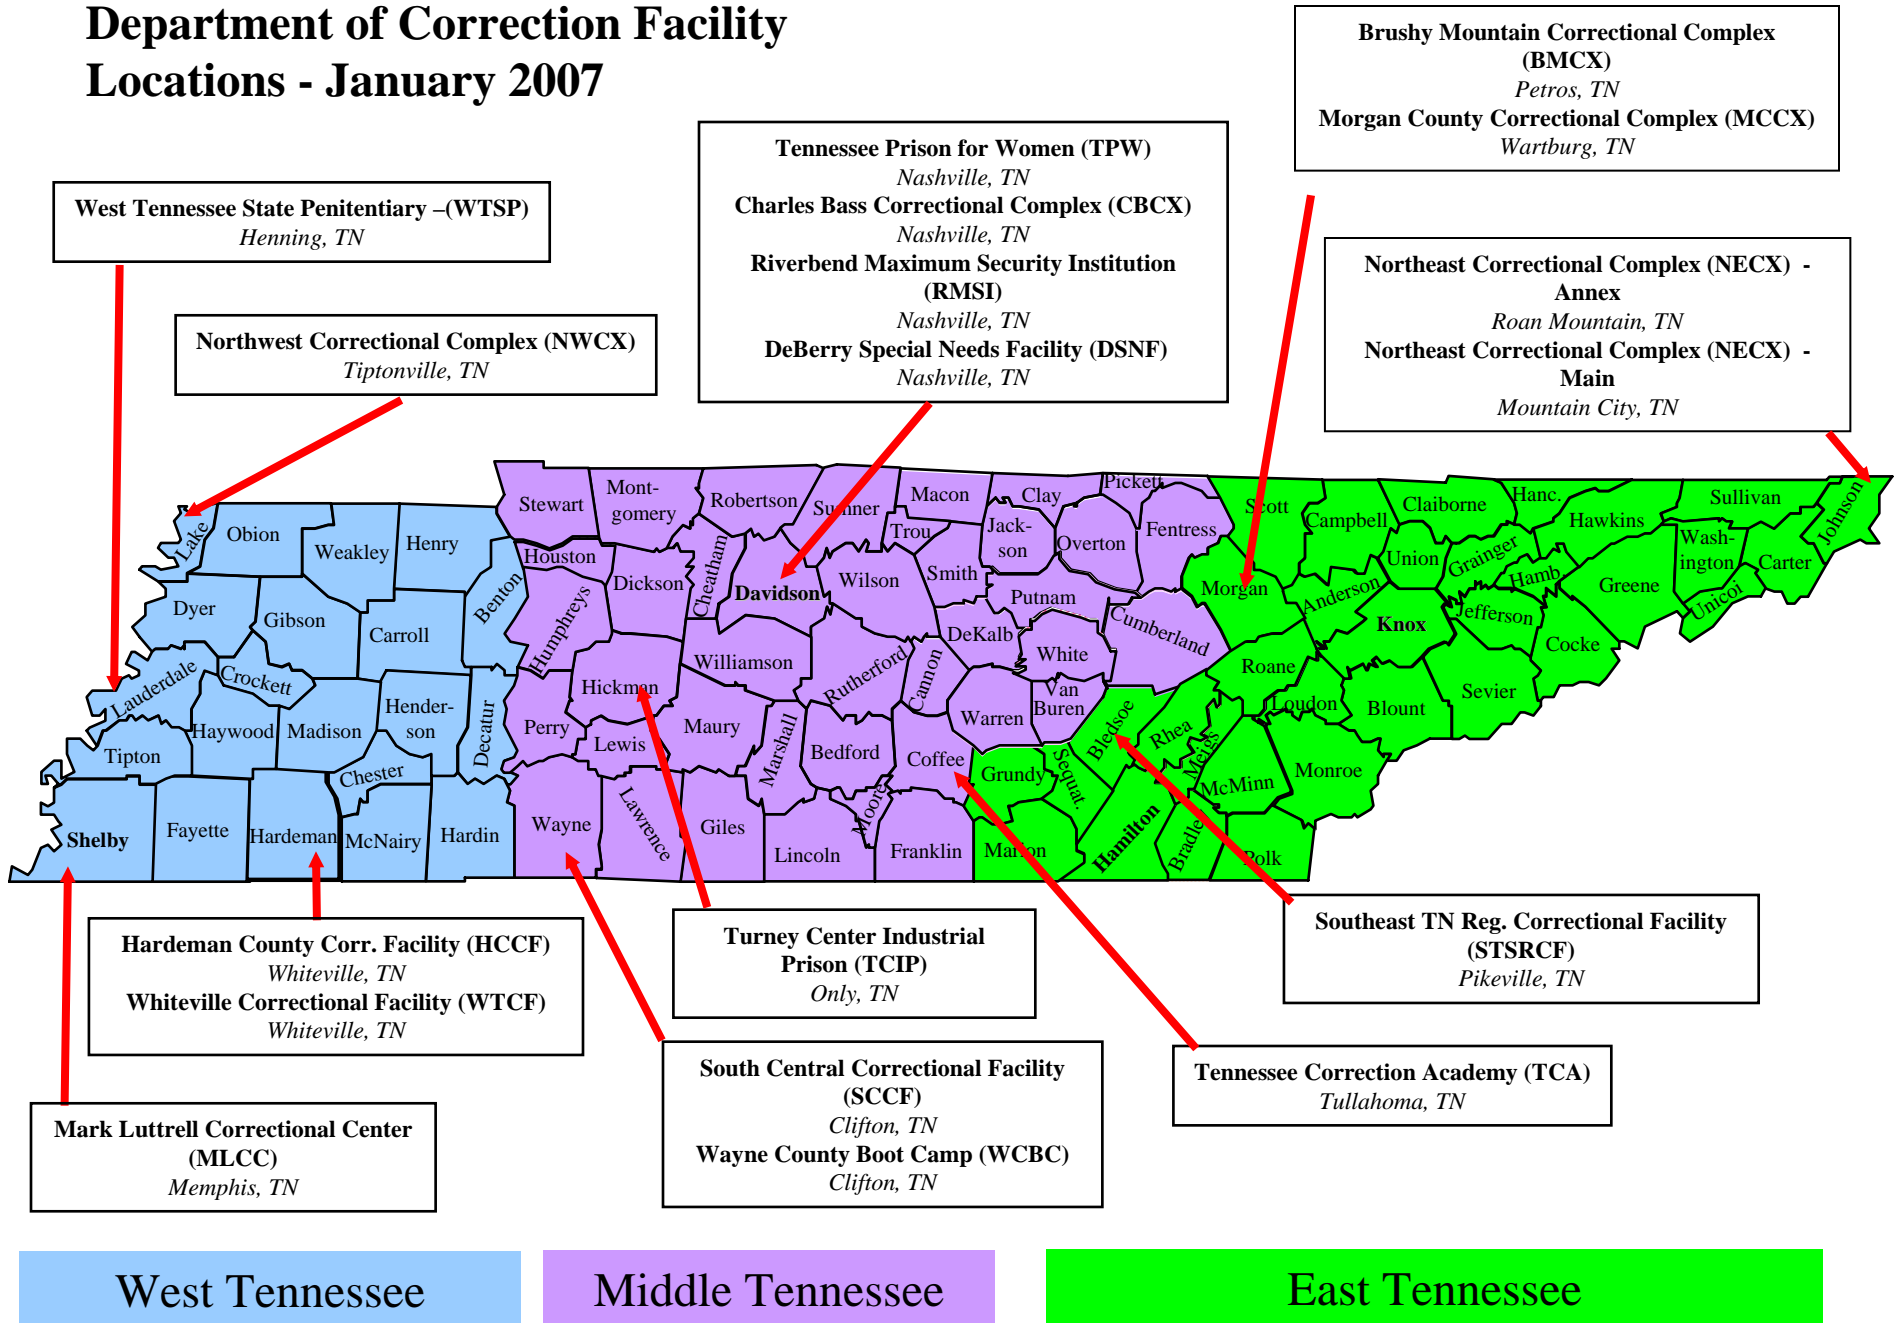 Department of Correction Facility
Locations - January 2007
Brushy Mountain Correctional Complex
(BMCX)
Petros, TN
Morgan County Correctional Complex (MCCX)
Wartburg, TN
Tennessee Prison for Women (TPW)
Nashville, TN
Charles Bass Correctional Complex (CBCX)
Nashville, TN
Riverbend Maximum Security Institution
(RMSI)
Nashville, TN
DeBerry Special Needs Facility (DSNF)
Nashville, TN
West Tennessee State Penitentiary –(WTSP)
Henning, TN
Northeast Correctional Complex (NECX) -
Annex
Roan Mountain, TN
Northeast Correctional Complex (NECX) -
Main
Mountain City, TN
Northwest Correctional Complex (NWCX)
Tiptonville, TN
Lake
Obion
Weakley
Henry
Benton
Dyer
Gibson
Carroll
Lauderdale
Crockett
Haywood
Madison
Hender-
son
Decatur
Tipton
Chester
Shelby
Fayette
Hardeman
McNairy
Hardin
Stewart
Mont-
gomery
Robertson
Sumner
Macon
Trou
Clay
Pickett
Jack-
son
Overton
Fentress
Houston
Dickson
Cheatham
Davidson
Wilson
Smith
Putnam
Humphreys
DeKalb
White
Cumberland
Hickman
Williamson
Rutherford
Cannon
Van
Buren
Warren
Perry
Lewis
Maury
Marshall
Bedford
Coffee
Wayne
Lawrence
Giles
Lincoln
Moore
Franklin
Scott
Campbell
Claiborne
Hanc.
Hawkins
Sullivan
Johnson
Union
Grainger
Hamb
Greene
Wash-
ington
Carter
Unicoi
Morgan
Anderson
Knox
Jefferson
Cocke
Roane
Loudon
Blount
Sevier
Bledsoe
Rhea
Meigs
McMinn
Monroe
Grundy
Sequat.
Marion
Hamilton
Bradley
Polk
Hardeman County Corr. Facility (HCCF)
Whiteville, TN
Whiteville Correctional Facility (WTCF)
Whiteville, TN
Turney Center Industrial
Prison (TCIP)
Only, TN
Southeast TN Reg. Correctional Facility
(STSRCF)
Pikeville, TN
South Central Correctional Facility
(SCCF)
Clifton, TN
Wayne County Boot Camp (WCBC)
Clifton, TN
Tennessee Correction Academy (TCA)
Tullahoma, TN
Mark Luttrell Correctional Center
(MLCC)
Memphis, TN
West Tennessee
Middle Tennessee
East Tennessee